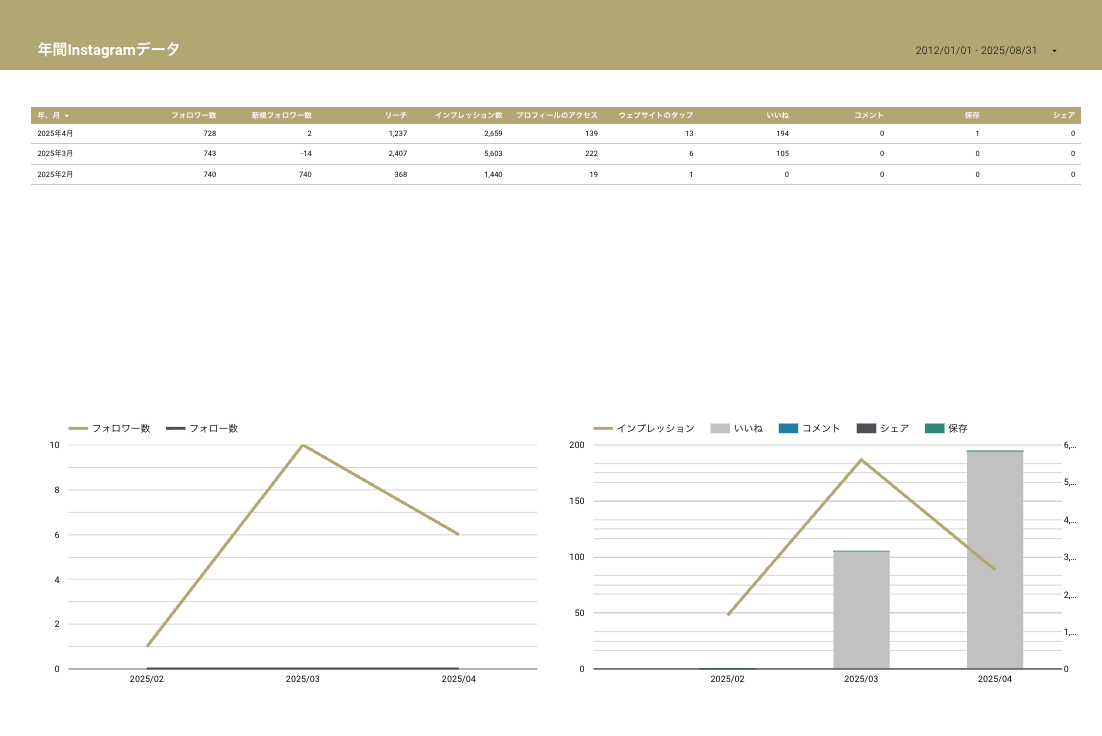 年間Instagramデータ
2012/01/01 - 2025/08/31
年、月 フォロワー数 新規フォロワー数 リーチ インプレッション数 プロフィールのアクセス ウェブサイトのタップ いいね コメント 保存 シェア
2025年4月 728 2 1,237 2,659 139 13 194 0 1 0
2025年3月 743 -14 2,407 5,603 222 6 105 0 0 0
2025年2月 740 740 368 1,440 19 1 0 0 0 0
フォロワー数 フォロー数
10
8
6
4
2
0
2025/02 2025/03 2025/04
インプレッション いいね コメント シェア 保存
200 6,...
5,...
150
4,...
100 3,...
2,...
50
1,...
0 0
2025/02 2025/03 2025/04